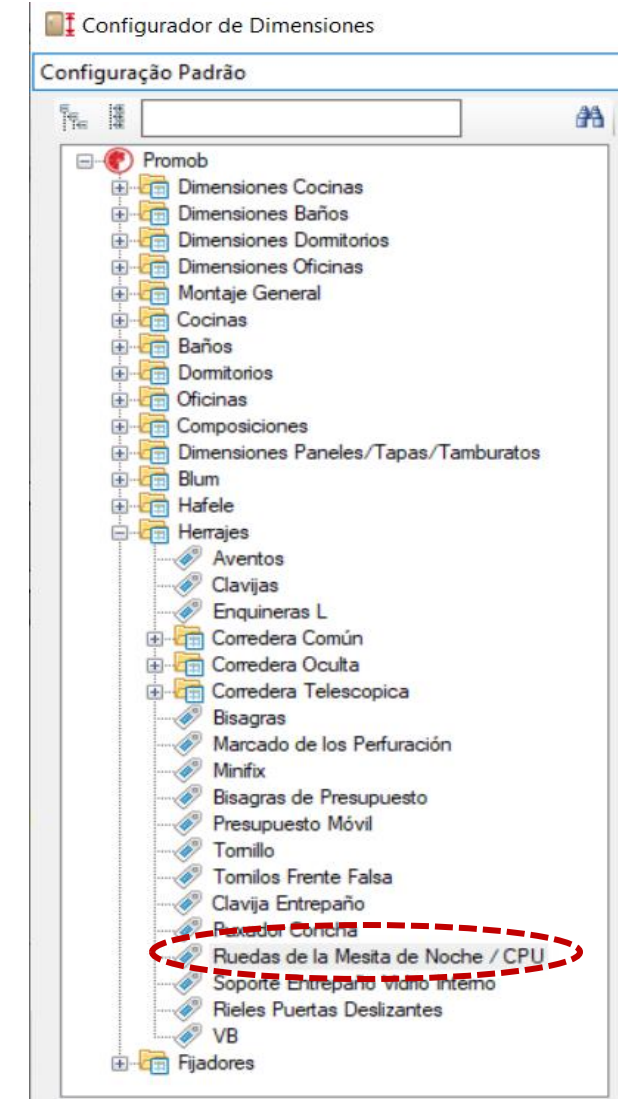 Configurador de Dimensiones
Configuração Padrão
Promob
Dimensiones Cocinas
Dimensiones Baños
Dimensiones Dormitorios
Dimensiones Oficinas
Montaje General
Cocinas
Baños
Dormitorios
Oficinas
Composiciones
Dimensiones Paneles/Tapas/Tamburatos
Blum
Hafele
Herrajes
Aventos
Clavijas
Enquineras L
Corredera Común
Corredera Oculta
Corredera Telescopica
Bisagras
Marcado de los Perfuración
Minifix
Bisagras de Presupuesto
Presupuesto Móvil
Tornillo
Tornilos Frente Falsa
Clavija Entrepaño
Puxador Concha
Ruedas de la Mesita de Noche / CPU
Soporte Entrepaño Vidrio Interno
Rieles Puertas Deslizantes
VB
Fijadores